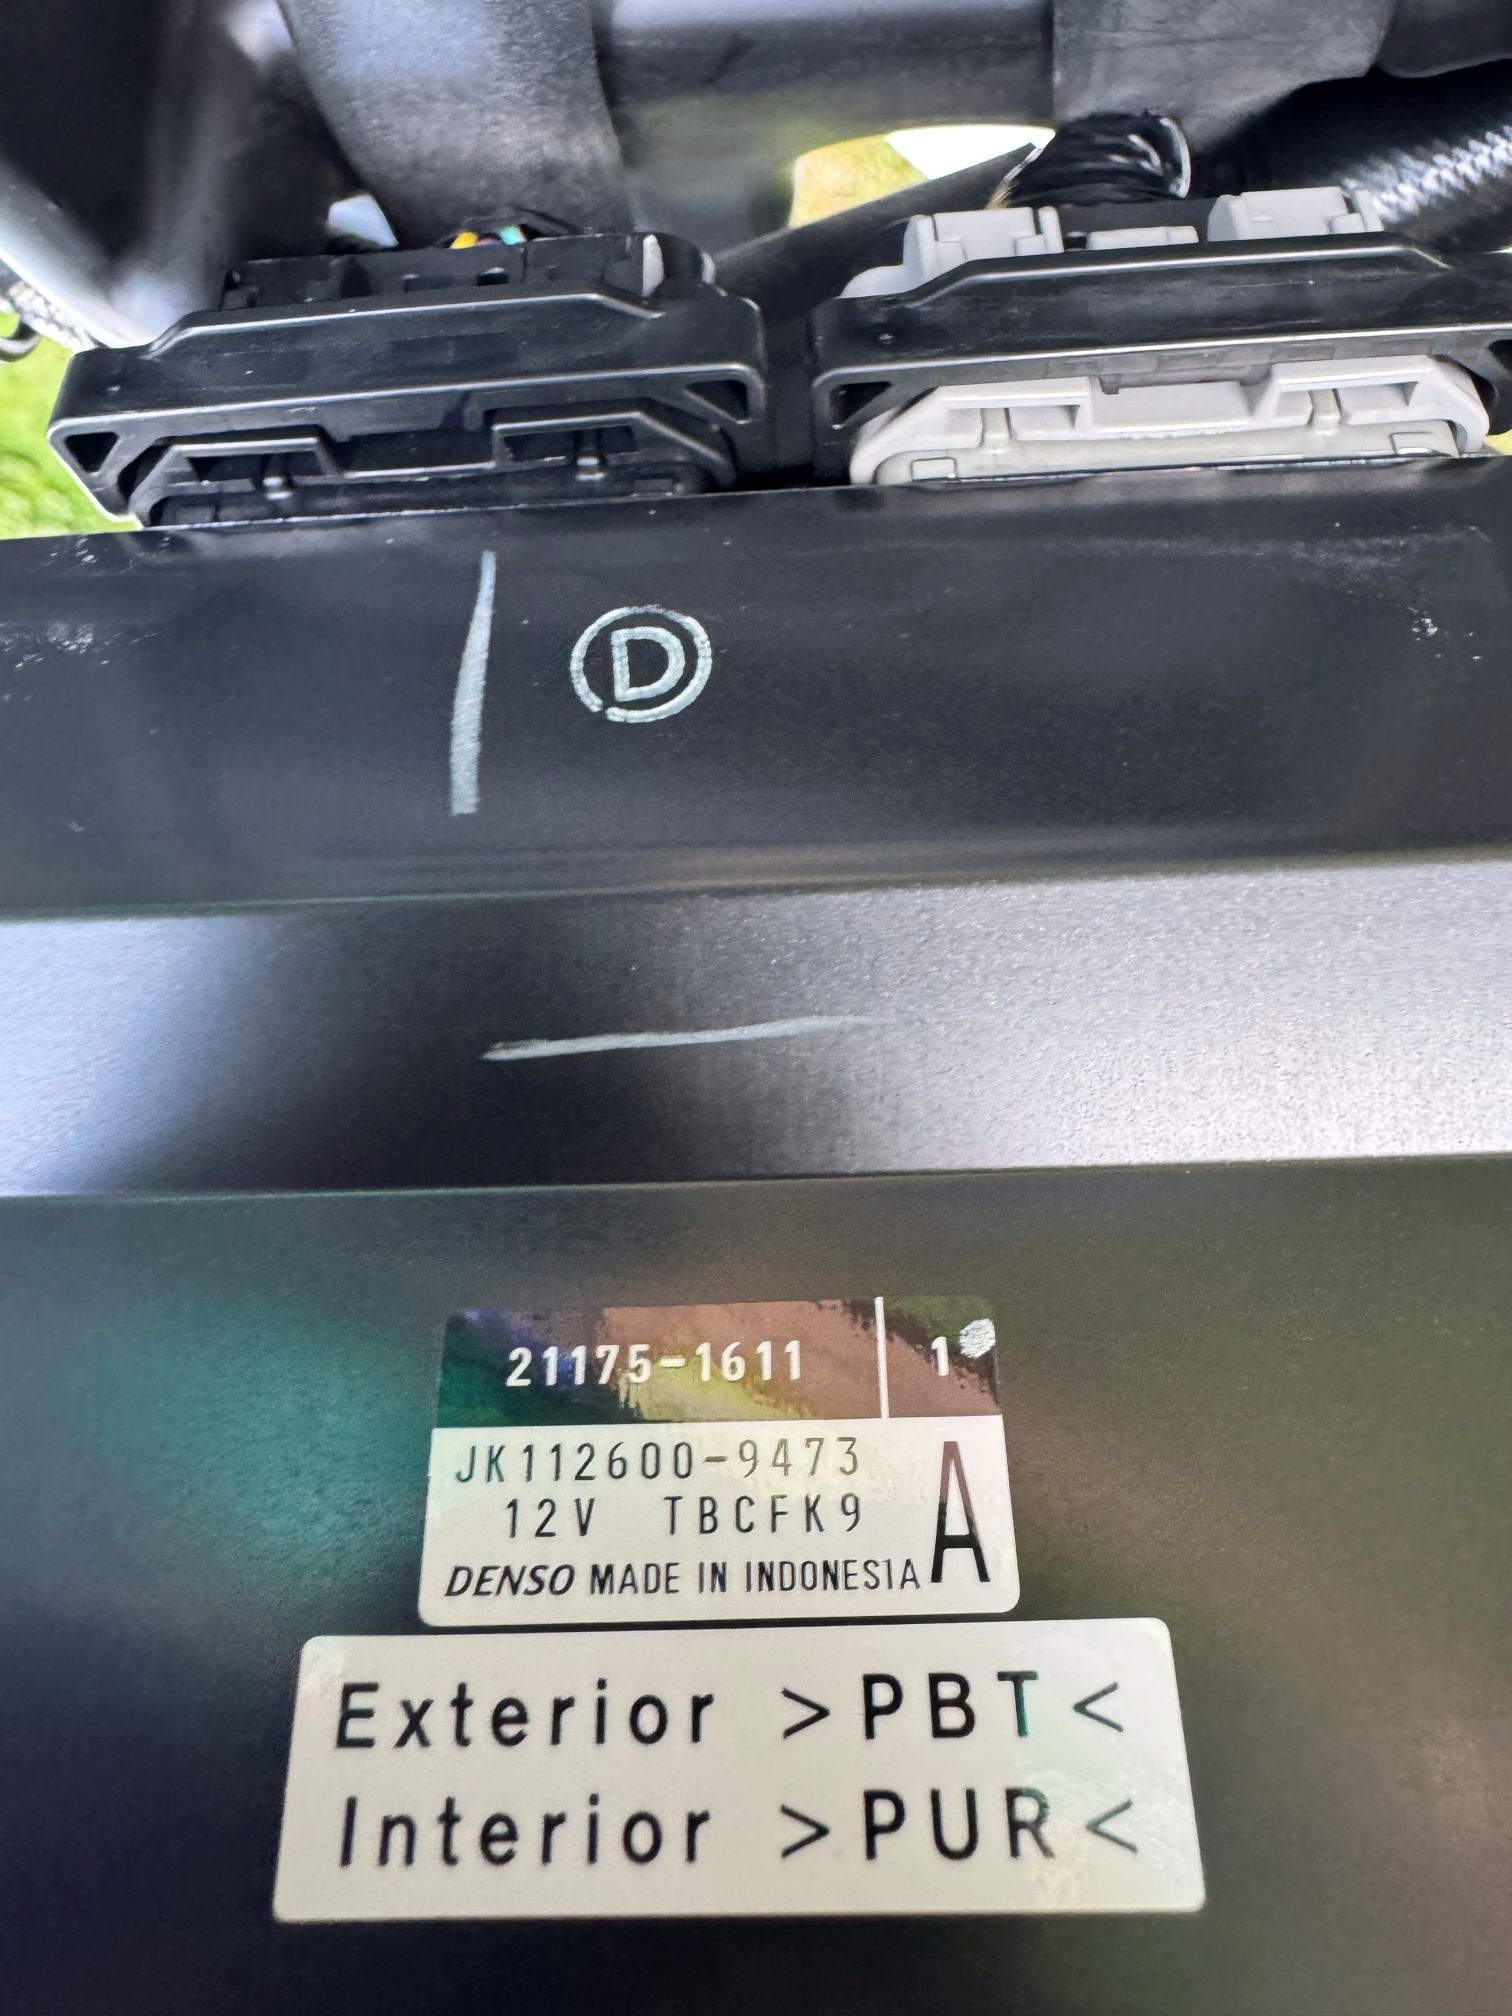 D
21175-1611 1
JK112600-9473
12V TBCFK9 A
DENSO MADE IN INDONESIA
Exterior >PBT<
Interior >PUR<